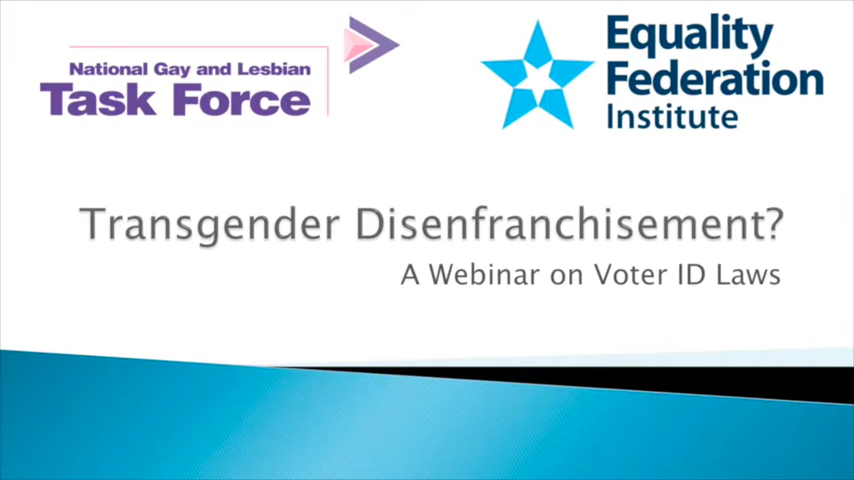 National Gay and Lesbian
Task Force
Equality
Federation
Institute
Transgender Disenfranchisement?
A Webinar on Voter ID Laws